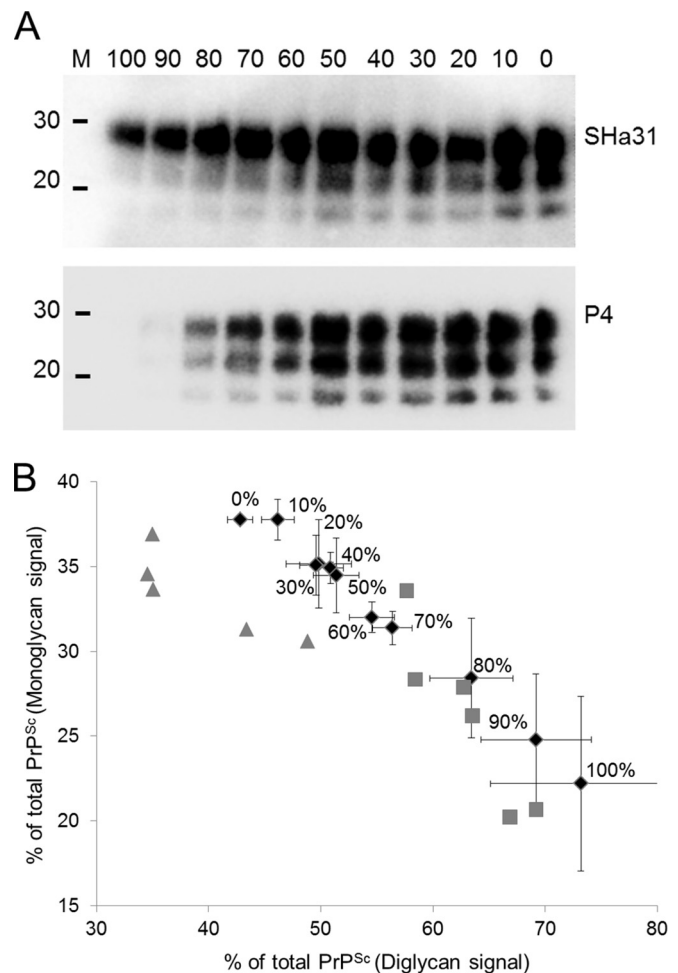 A
M 100 90 80 70 60 50 40 30 20 10 0
30
20
SHa31
30
20
P4
B
% of total PrPSc (Monoglycan signal)
40
35
30
25
20
15
0%
10%
20%
40%
30%
50%
60%
70%
80%
90%
100%
30 40 50 60 70 80
% of total PrPSc (Diglycan signal)